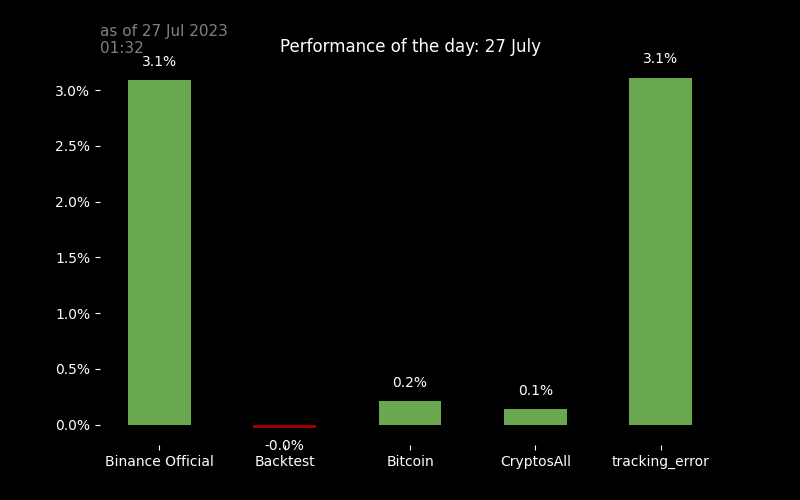 as of 27 Jul 2023
01:32
Performance of the day: 27 July
3.1%
3.1%
3.0%
2.5%
2.0%
1.5%
1.0%
0.5%
0.2%
0.1%
0.0%
-0.0%
Binance Official
Backtest
Bitcoin
CryptosAll
tracking_error